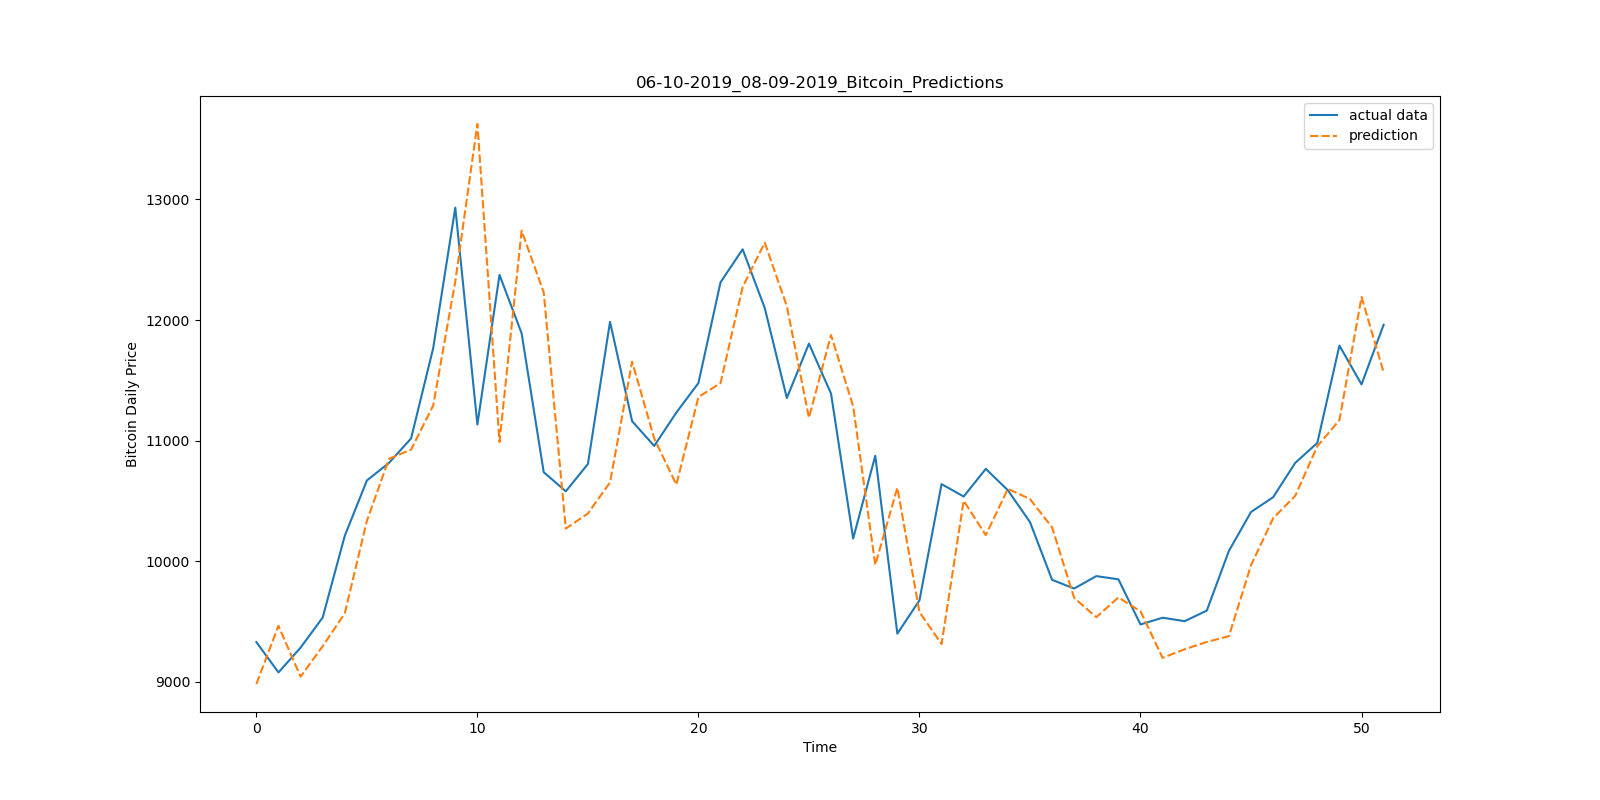 06-10-2019_08-09-2019_Bitcoin_Predictions
actual data
prediction
13000
12000
11000
10000
9000
Bitcoin Daily Price
0 10 20 30 40 50
Time